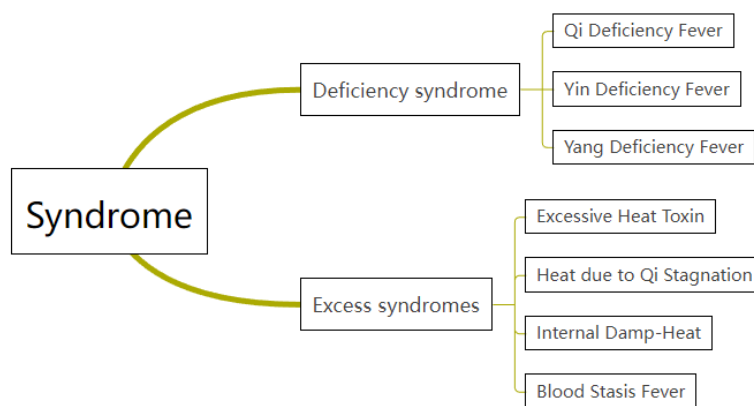 Syndrome
Deficiency syndrome
Qi Deficiency Fever
Yin Deficiency Fever
Yang Deficiency Fever
Excess syndromes
Excessive Heat Toxin
Heat due to Qi Stagnation
Internal Damp-Heat
Blood Stasis Fever